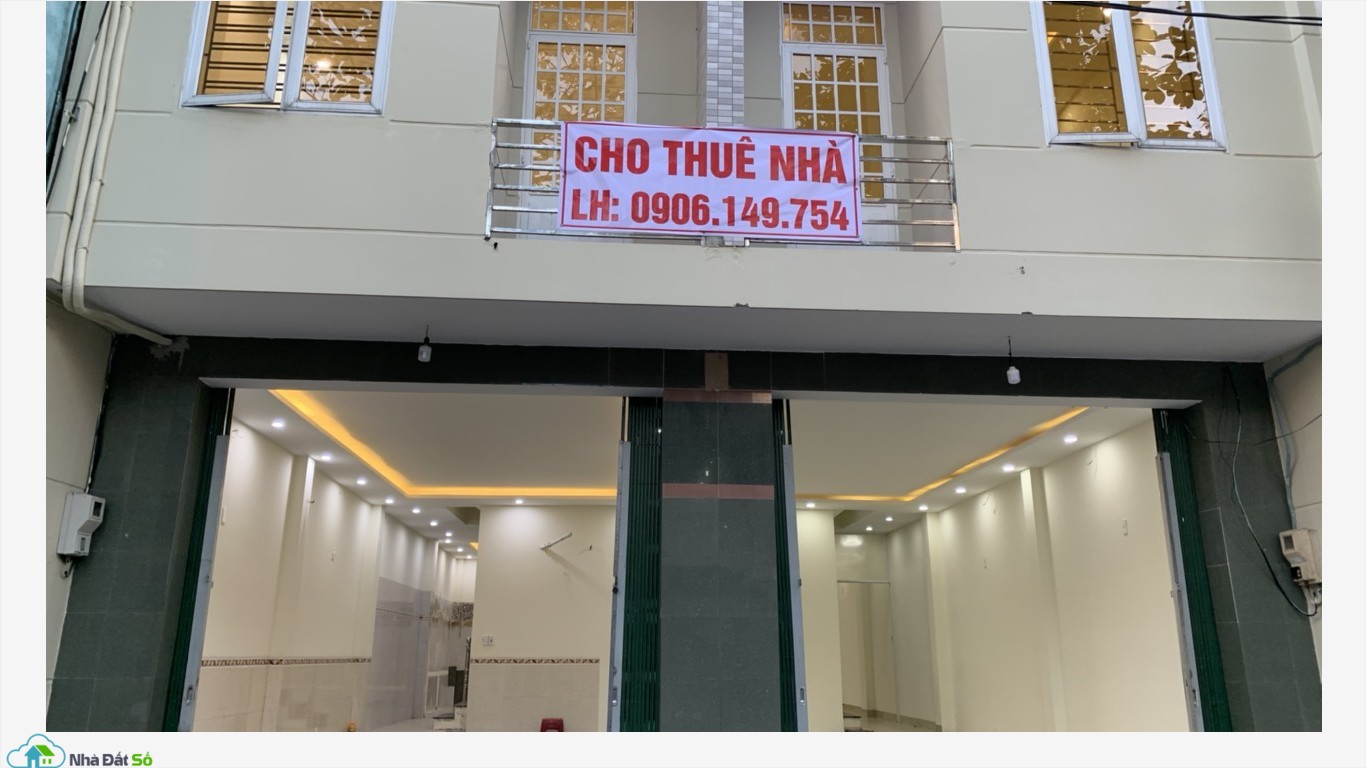 CHO THUÊ NHÀ
LH: 0906.149.754
Nhà Đất Số